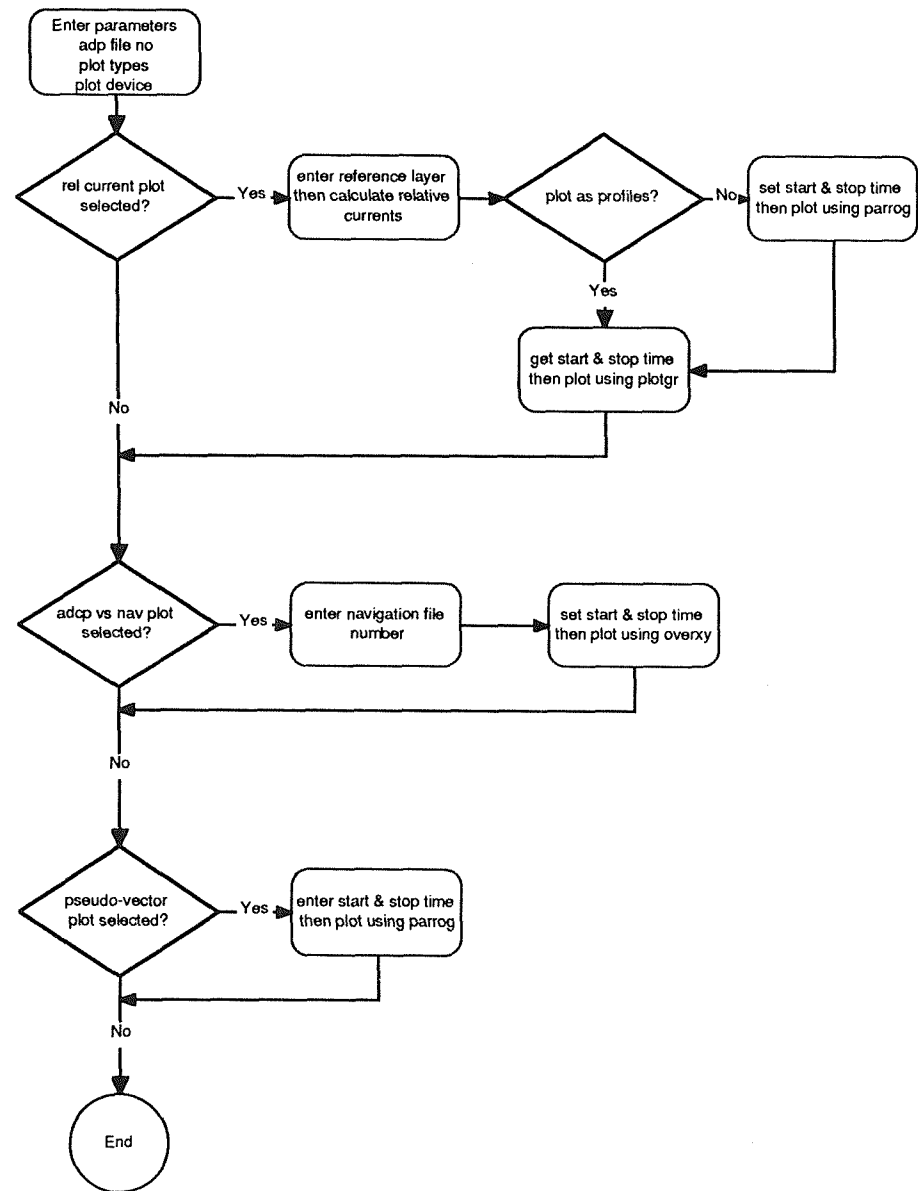 Enter parameters
adp file no
plot types
plot device
rel current plot
selected?
Yes
enter reference layer
then calculate relative
currents
plot as profiles?
No
set start & stop time
then plot using parrog
Yes
get start & stop time
then plot using plotgr
No
adcp vs nav plot
selected?
Yes
enter navigation file
number
set start & stop time
then plot using overxy
No
pseudo-vector
plot selected?
Yes
enter start & stop time
then plot using parrog
No
End